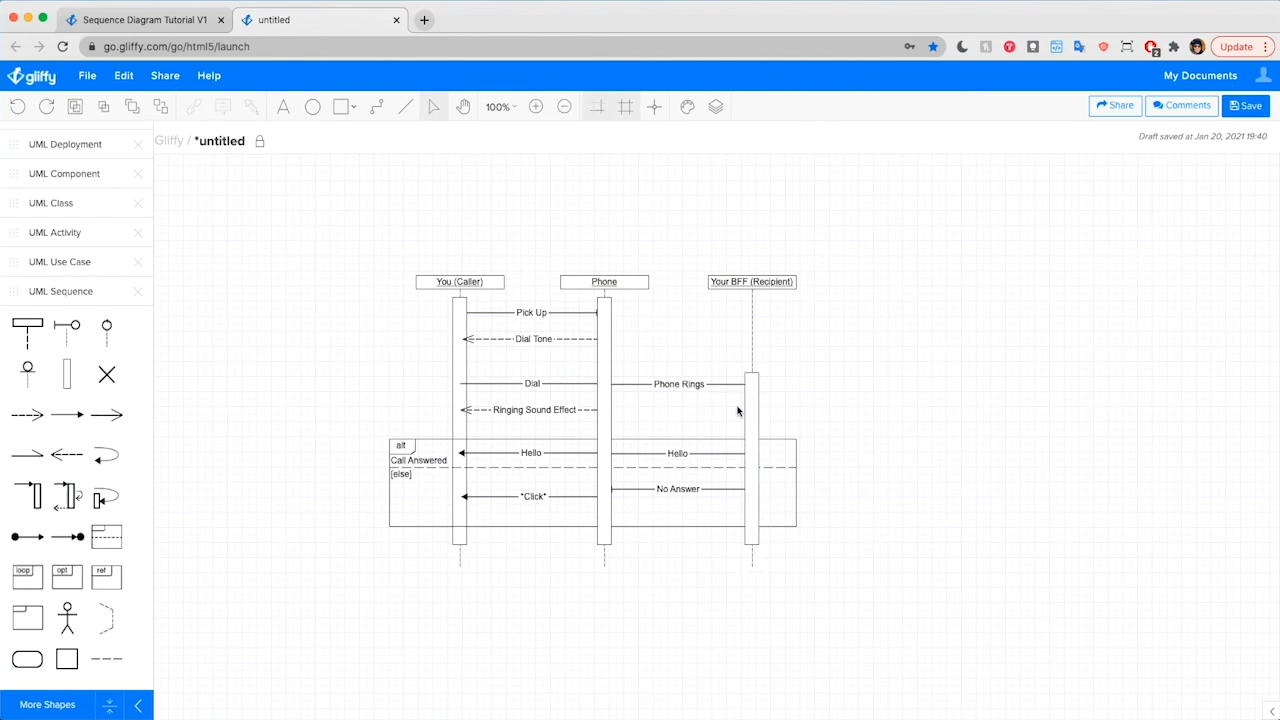 Sequence Diagram Tutorial V1
untitled
go.gliffy.com/go/html5/launch
2
Update
gliffy
File
Edit
Share
Help
My Documents
100%
Share
Comments
Save
Gliffy / *untitled
Draft saved at Jan 20, 2021 19:40
UML Deployment
UML Component
UML Class
UML Activity
UML Use Case
UML Sequence
loop
opt
ref
More Shapes
You (Caller)
Phone
Your BFF (Recipient)
Pick Up
Dial Tone
Dial
Phone Rings
Ringing Sound Effect
alt
Call Answered
Hello
Hello
[else]
No Answer
*Click*